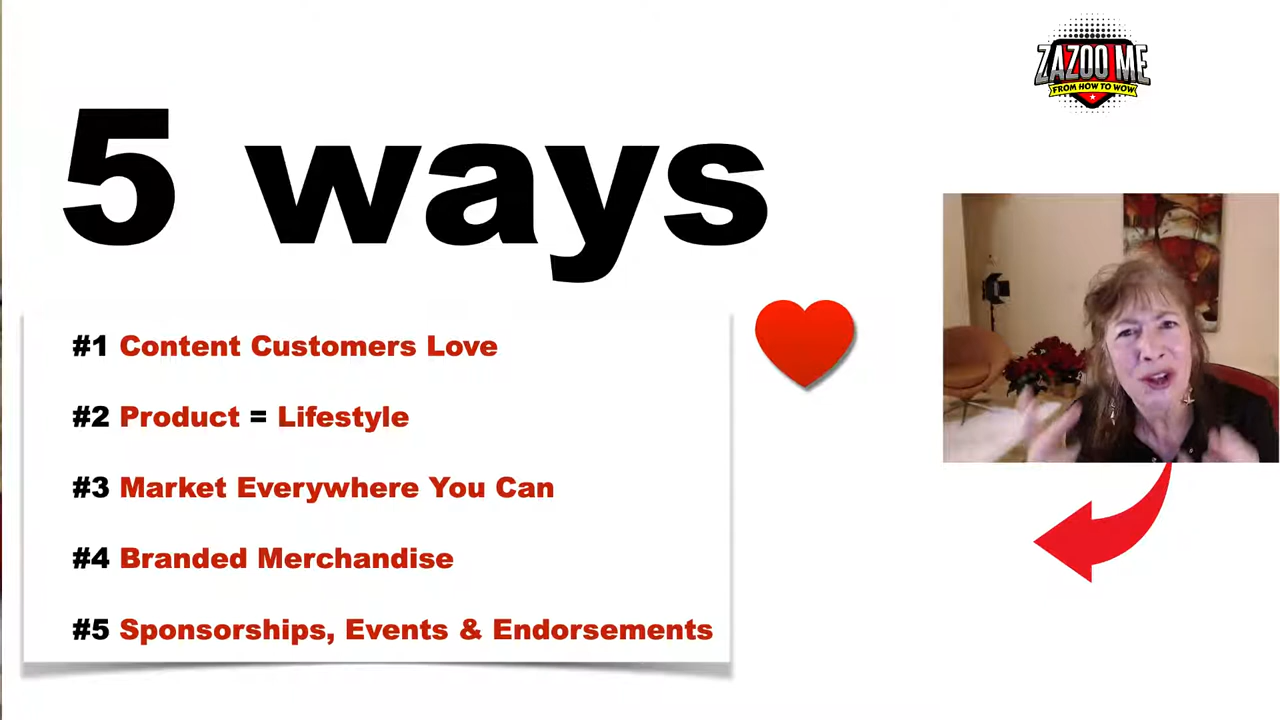 ZAZOO ME
FROM HOW TO WOW
5 ways
#1 Content Customers Love
#2 Product = Lifestyle
#3 Market Everywhere You Can
#4 Branded Merchandise
#5 Sponsorships, Events & Endorsements